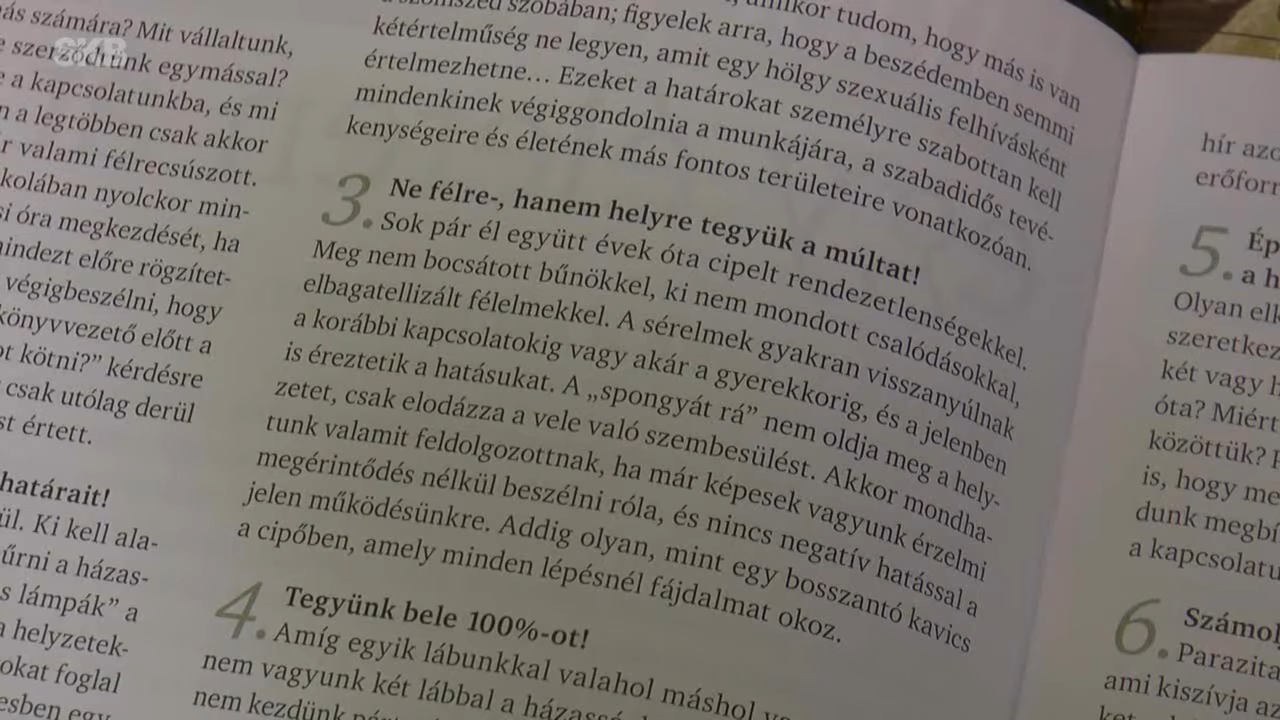 ás számára? Mit vállaltunk,
szerződtünk egymással?
a kapcsolatunkba, és mi
a legtöbben csak akkor
r valami félrecsúszott.
kolában nyolckor min-
si óra megkezdését, ha
mindezt előre rögzítet-
végigbeszélni, hogy
könyvvezető előtt a
ot kötni?” kérdésre
csak utólag derül
st értett.
határait!
ül. Ki kell ala-
űrni a házas-
s lámpák” a
a helyzetek-
okat foglal
esben egy
amikor tudom, hogy más is van
a szomszéd szobában; figyelek arra, hogy a beszédemben semmi
kétértelműség ne legyen, amit egy hölgy szexuális felhívásként
értelmezhetne… Ezeket a határokat személyre szabottan kell
mindenkinek végiggondolnia a munkájára, a szabadidős tevé-
kenységeire és életének más fontos területeire vonatkozóan.
3. Ne félre-, hanem helyre tegyük a múltat!
Sok pár él együtt évek óta cipelt rendezetlenségekkel.
Meg nem bocsátott bűnökkel, ki nem mondott csalódásokkal,
elbagatellizált félelmekkel. A sérelmek gyakran visszanyúlnak
a korábbi kapcsolatokig vagy akár a gyerekkorig, és a jelenben
is éreztetik a hatásukat. A „spongyát rá” nem oldja meg a hely-
zetet, csak elodázza a vele való szembesülést. Akkor mondha-
tunk valamit feldolgozottnak, ha már képesek vagyunk érzelmi
megérintődés nélkül beszélni róla, és nincs negatív hatással a
jelen működésünkre. Addig olyan, mint egy bosszantó kavics
a cipőben, amely minden lépésnél fájdalmat okoz.
4. Tegyünk bele 100%-ot!
Amíg egyik lábunkkal valahol máshol
nem vagyunk két lábbal a házassá
nem kezdünk
hír azo
erőforr
5. Ép
a h
Olyan elk
szeretkez
két vagy h
óta? Miért
közöttük?
is, hogy me
dunk megbí
a kapcsolatu
6. Számol
Parazita
ami kiszívja az